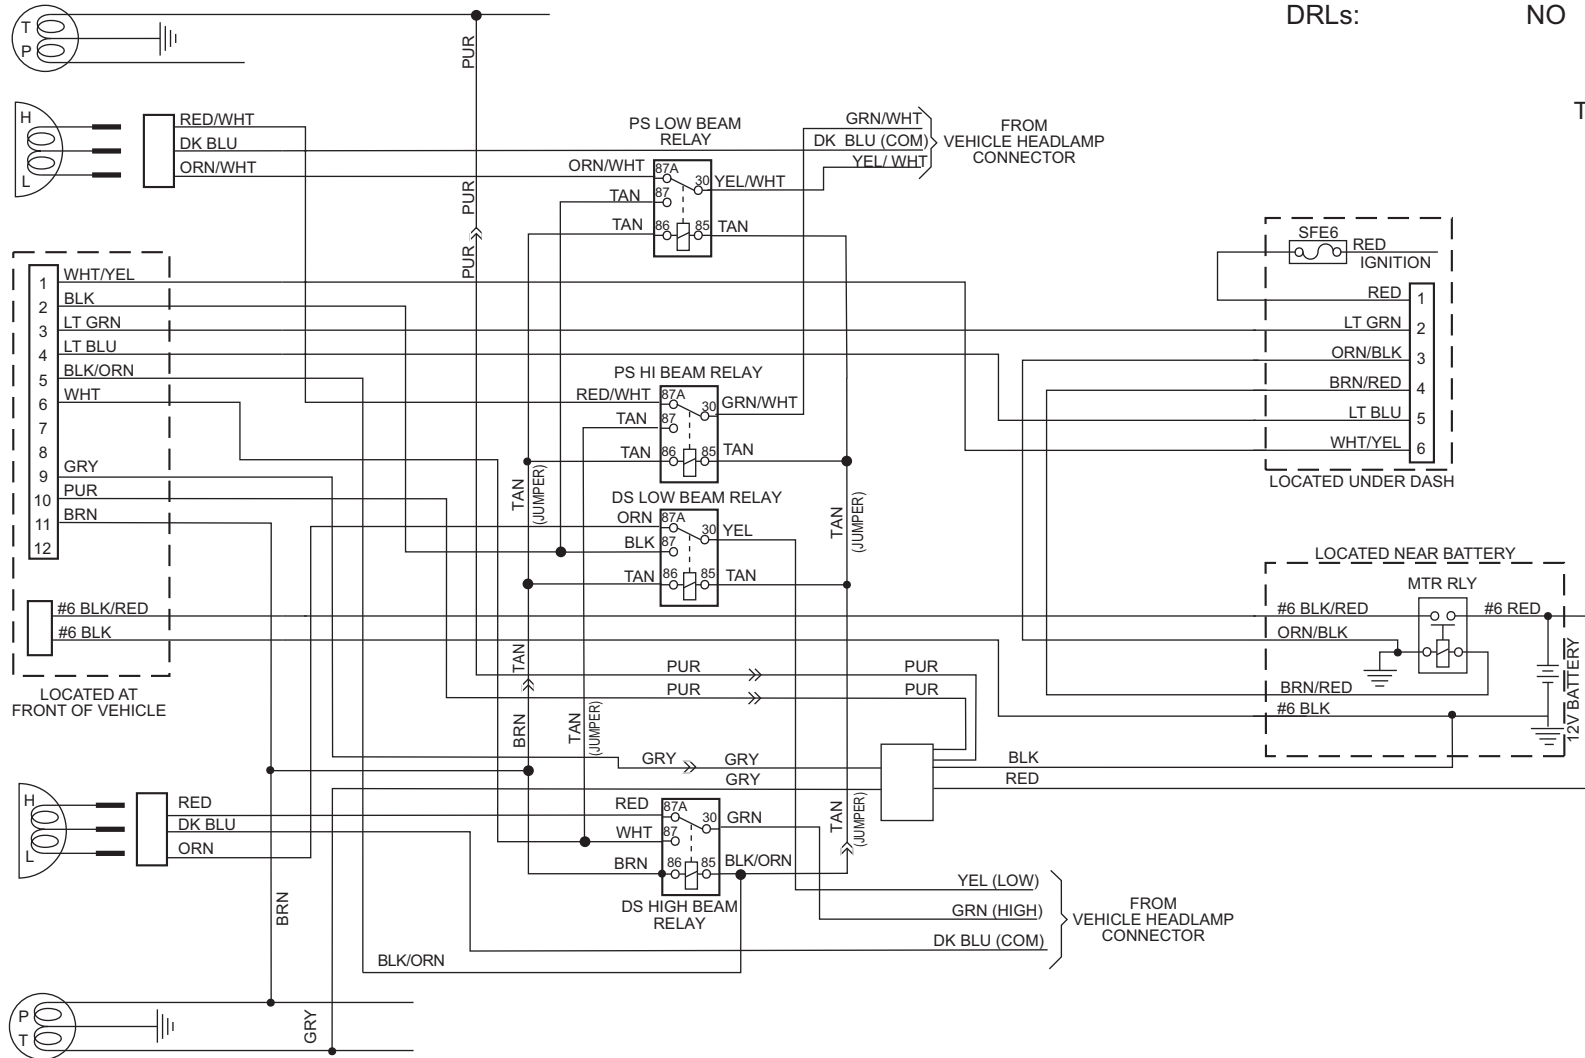 DRLs: NO
T
T
P
PUR
H
L
RED/WHT
DK BLU
ORN/WHT
PS LOW BEAM
RELAY
ORN/WHT
87A
30
YEL/WHT
TAN
87
TAN
86
85
TAN
GRN/WHT
DK BLU (COM)
YEL/ WHT
FROM
VEHICLE HEADLAMP
CONNECTOR
PUR
PUR
SFE6
RED
IGNITION
RED
1
LT GRN
2
ORN/BLK
3
BRN/RED
4
LT BLU
5
WHT/YEL
6
LOCATED UNDER DASH
1
WHT/YEL
2
BLK
3
LT GRN
4
LT BLU
5
BLK/ORN
6
WHT
7
8
9
GRY
10
PUR
11
BRN
12
#6 BLK/RED
#6 BLK
LOCATED AT
FRONT OF VEHICLE
PS HI BEAM RELAY
RED/WHT
87A
30
GRN/WHT
TAN
87
TAN
86
85
TAN
TAN
(JUMPER)
TAN
(JUMPER)
DS LOW BEAM RELAY
ORN
87A
30
YEL
BLK
87
TAN
86
85
TAN
LOCATED NEAR BATTERY
MTR RLY
#6 BLK/RED
#6 RED
ORN/BLK
BRN/RED
#6 BLK
12V BATTERY
TAN
BRN
TAN
(JUMPER)
PUR
PUR
PUR
PUR
GRY
GRY
GRY
BLK
RED
H
L
RED
DK BLU
ORN
RED
87A
30
GRN
WHT
87
BRN
86
85
BLK/ORN
TAN
(JUMPER)
DS HIGH BEAM
RELAY
YEL (LOW)
GRN (HIGH)
DK BLU (COM)
FROM
VEHICLE HEADLAMP
CONNECTOR
BRN
BLK/ORN
GRY
P
T